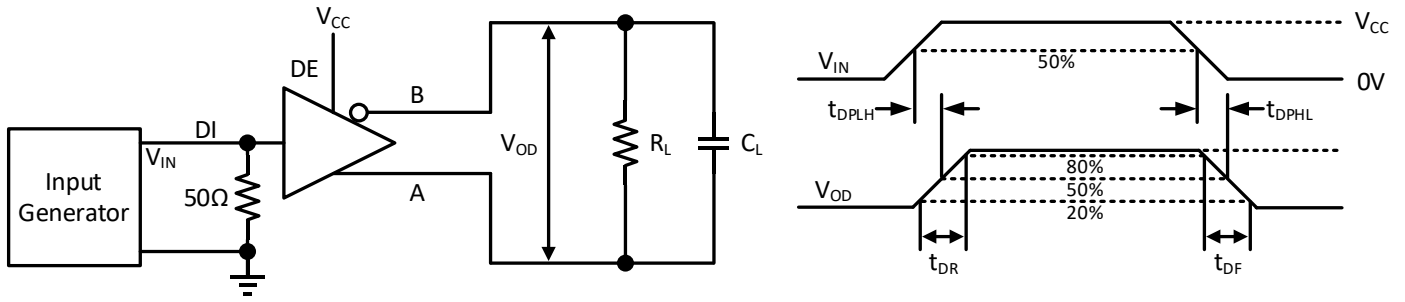 V_CC
DE
B
DI
V_IN
Input
Generator
50Ω
A
V_OD
R_L
C_L
V_CC
V_IN
50%
0V
t_DPLH
t_DPHL
80%
V_OD
50%
20%
t_DR
t_DF